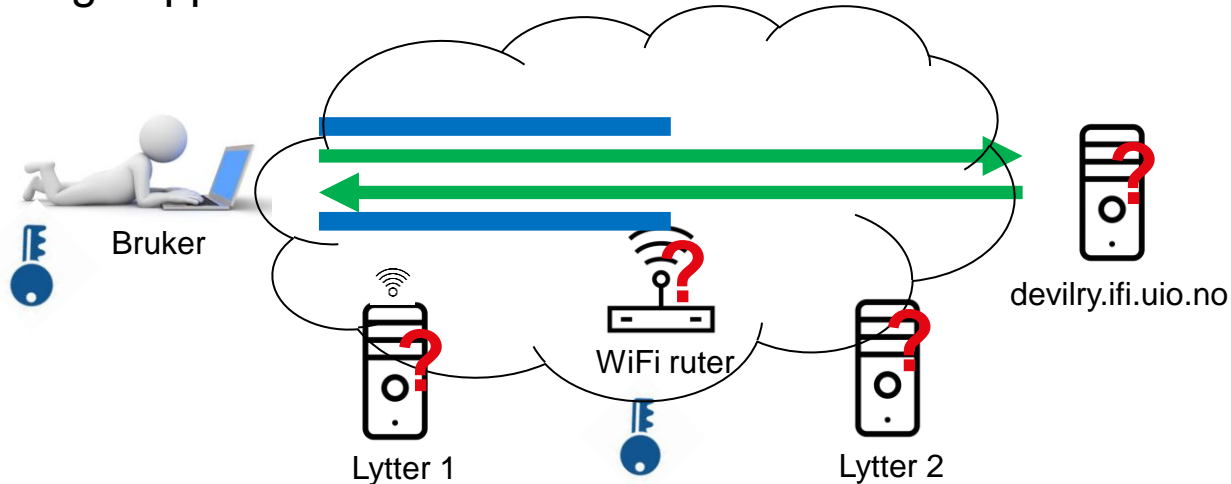 Bruker
devilry.ifi.uio.no
WiFi ruter
Lytter 1
Lytter 2
?
?
?
?